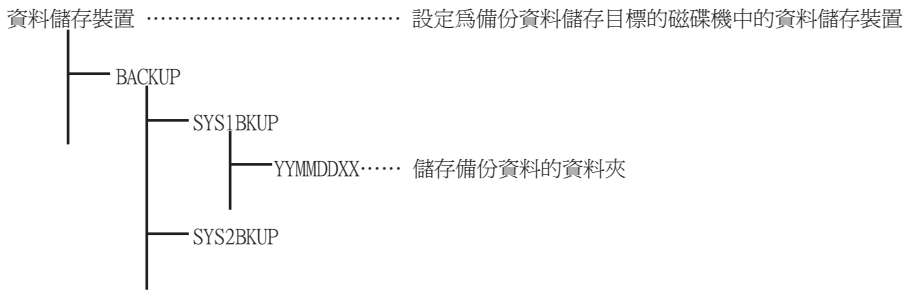 資料儲存裝置 ……………………………… 設定爲備份資料儲存目標的磁碟機中的資料儲存裝置
BACKUP
SYS1BKUP
YYMMDDXX…… 儲存備份資料的資料夾
SYS2BKUP